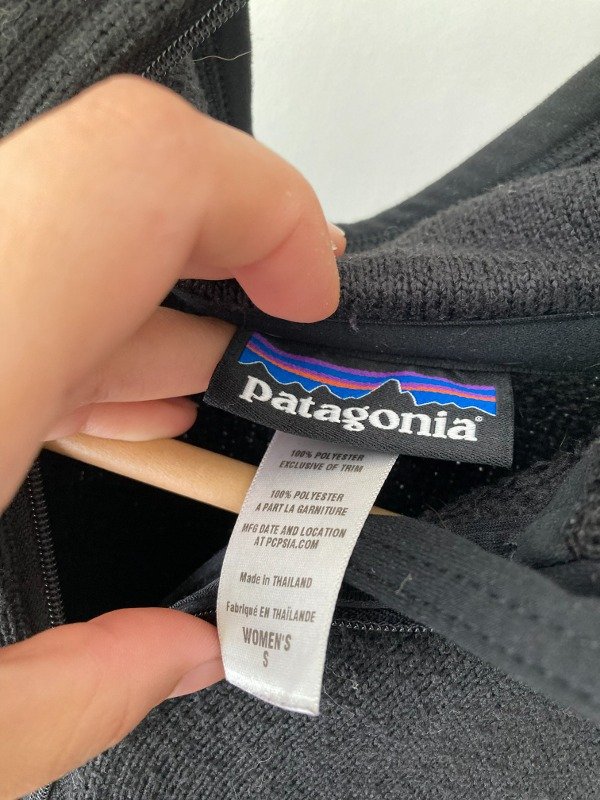 patagonia®
100% POLYESTER
EXCLUSIVE OF TRIM
100% POLYESTER
A PART LA GARNITURE
MFG DATE AND LOCATION
AT PCPSIA.COM
Made in THAILAND
Fabriqué EN THAÏLANDE
WOMEN'S
S